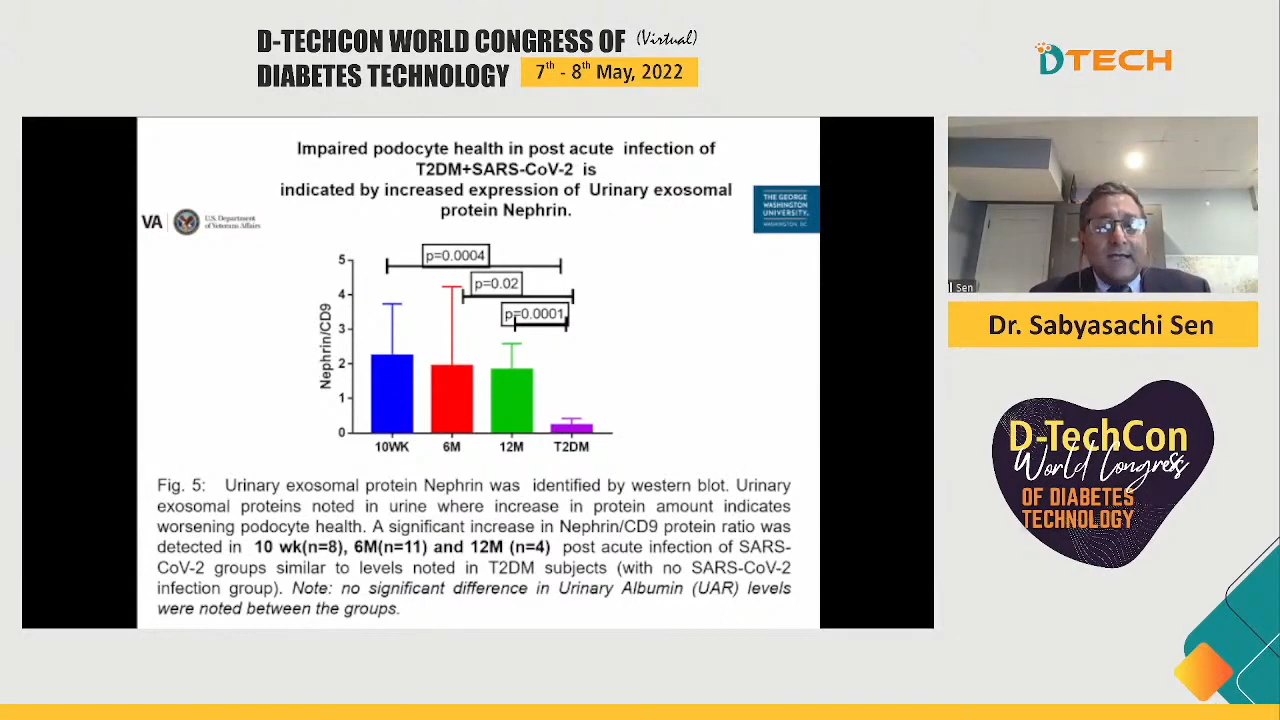 D-TECHCON WORLD CONGRESS OF (Virtual)
DIABETES TECHNOLOGY 7th - 8th May, 2022
DTECH
Impaired podocyte health in post acute infection of
T2DM+SARS-CoV-2 is
indicated by increased expression of Urinary exosomal
protein Nephrin.
VA
U.S. Department
of Veterans Affairs
THE GEORGE
WASHINGTON
UNIVERSITY
WASHINGTON, DC
p=0.0004
p=0.02
p=0.0001
Nephrin/CD9
5
4
3
2
1
0
10WK 6M 12M T2DM
Fig. 5: Urinary exosomal protein Nephrin was identified by western blot. Urinary
exosomal proteins noted in urine where increase in protein amount indicates
worsening podocyte health. A significant increase in Nephrin/CD9 protein ratio was
detected in 10 wk(n=8), 6M(n=11) and 12M (n=4) post acute infection of SARS-
CoV-2 groups similar to levels noted in T2DM subjects (with no SARS-CoV-2
infection group). Note: no significant difference in Urinary Albumin (UAR) levels
were noted between the groups.
Sen
Dr. Sabyasachi Sen
D-TechCon
World Congress
OF DIABETES
TECHNOLOGY